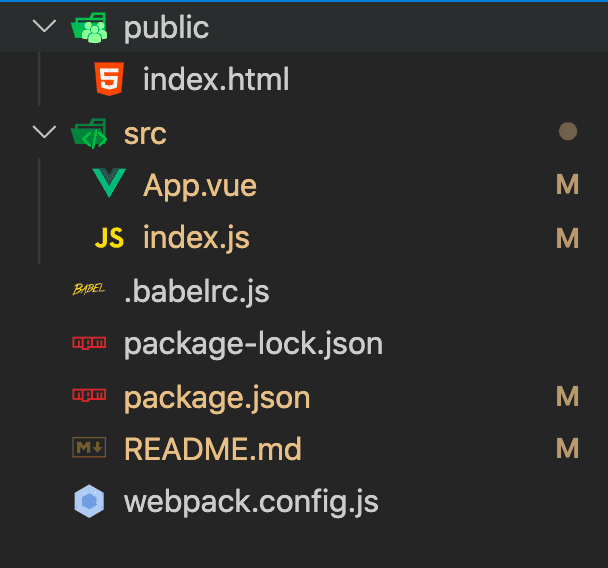 public
5 index.html
</> src
App.vue M
JS index.js M
BABEL .babelrc.js
npm package-lock.json
npm package.json M
M↓ README.md M
webpack.config.js